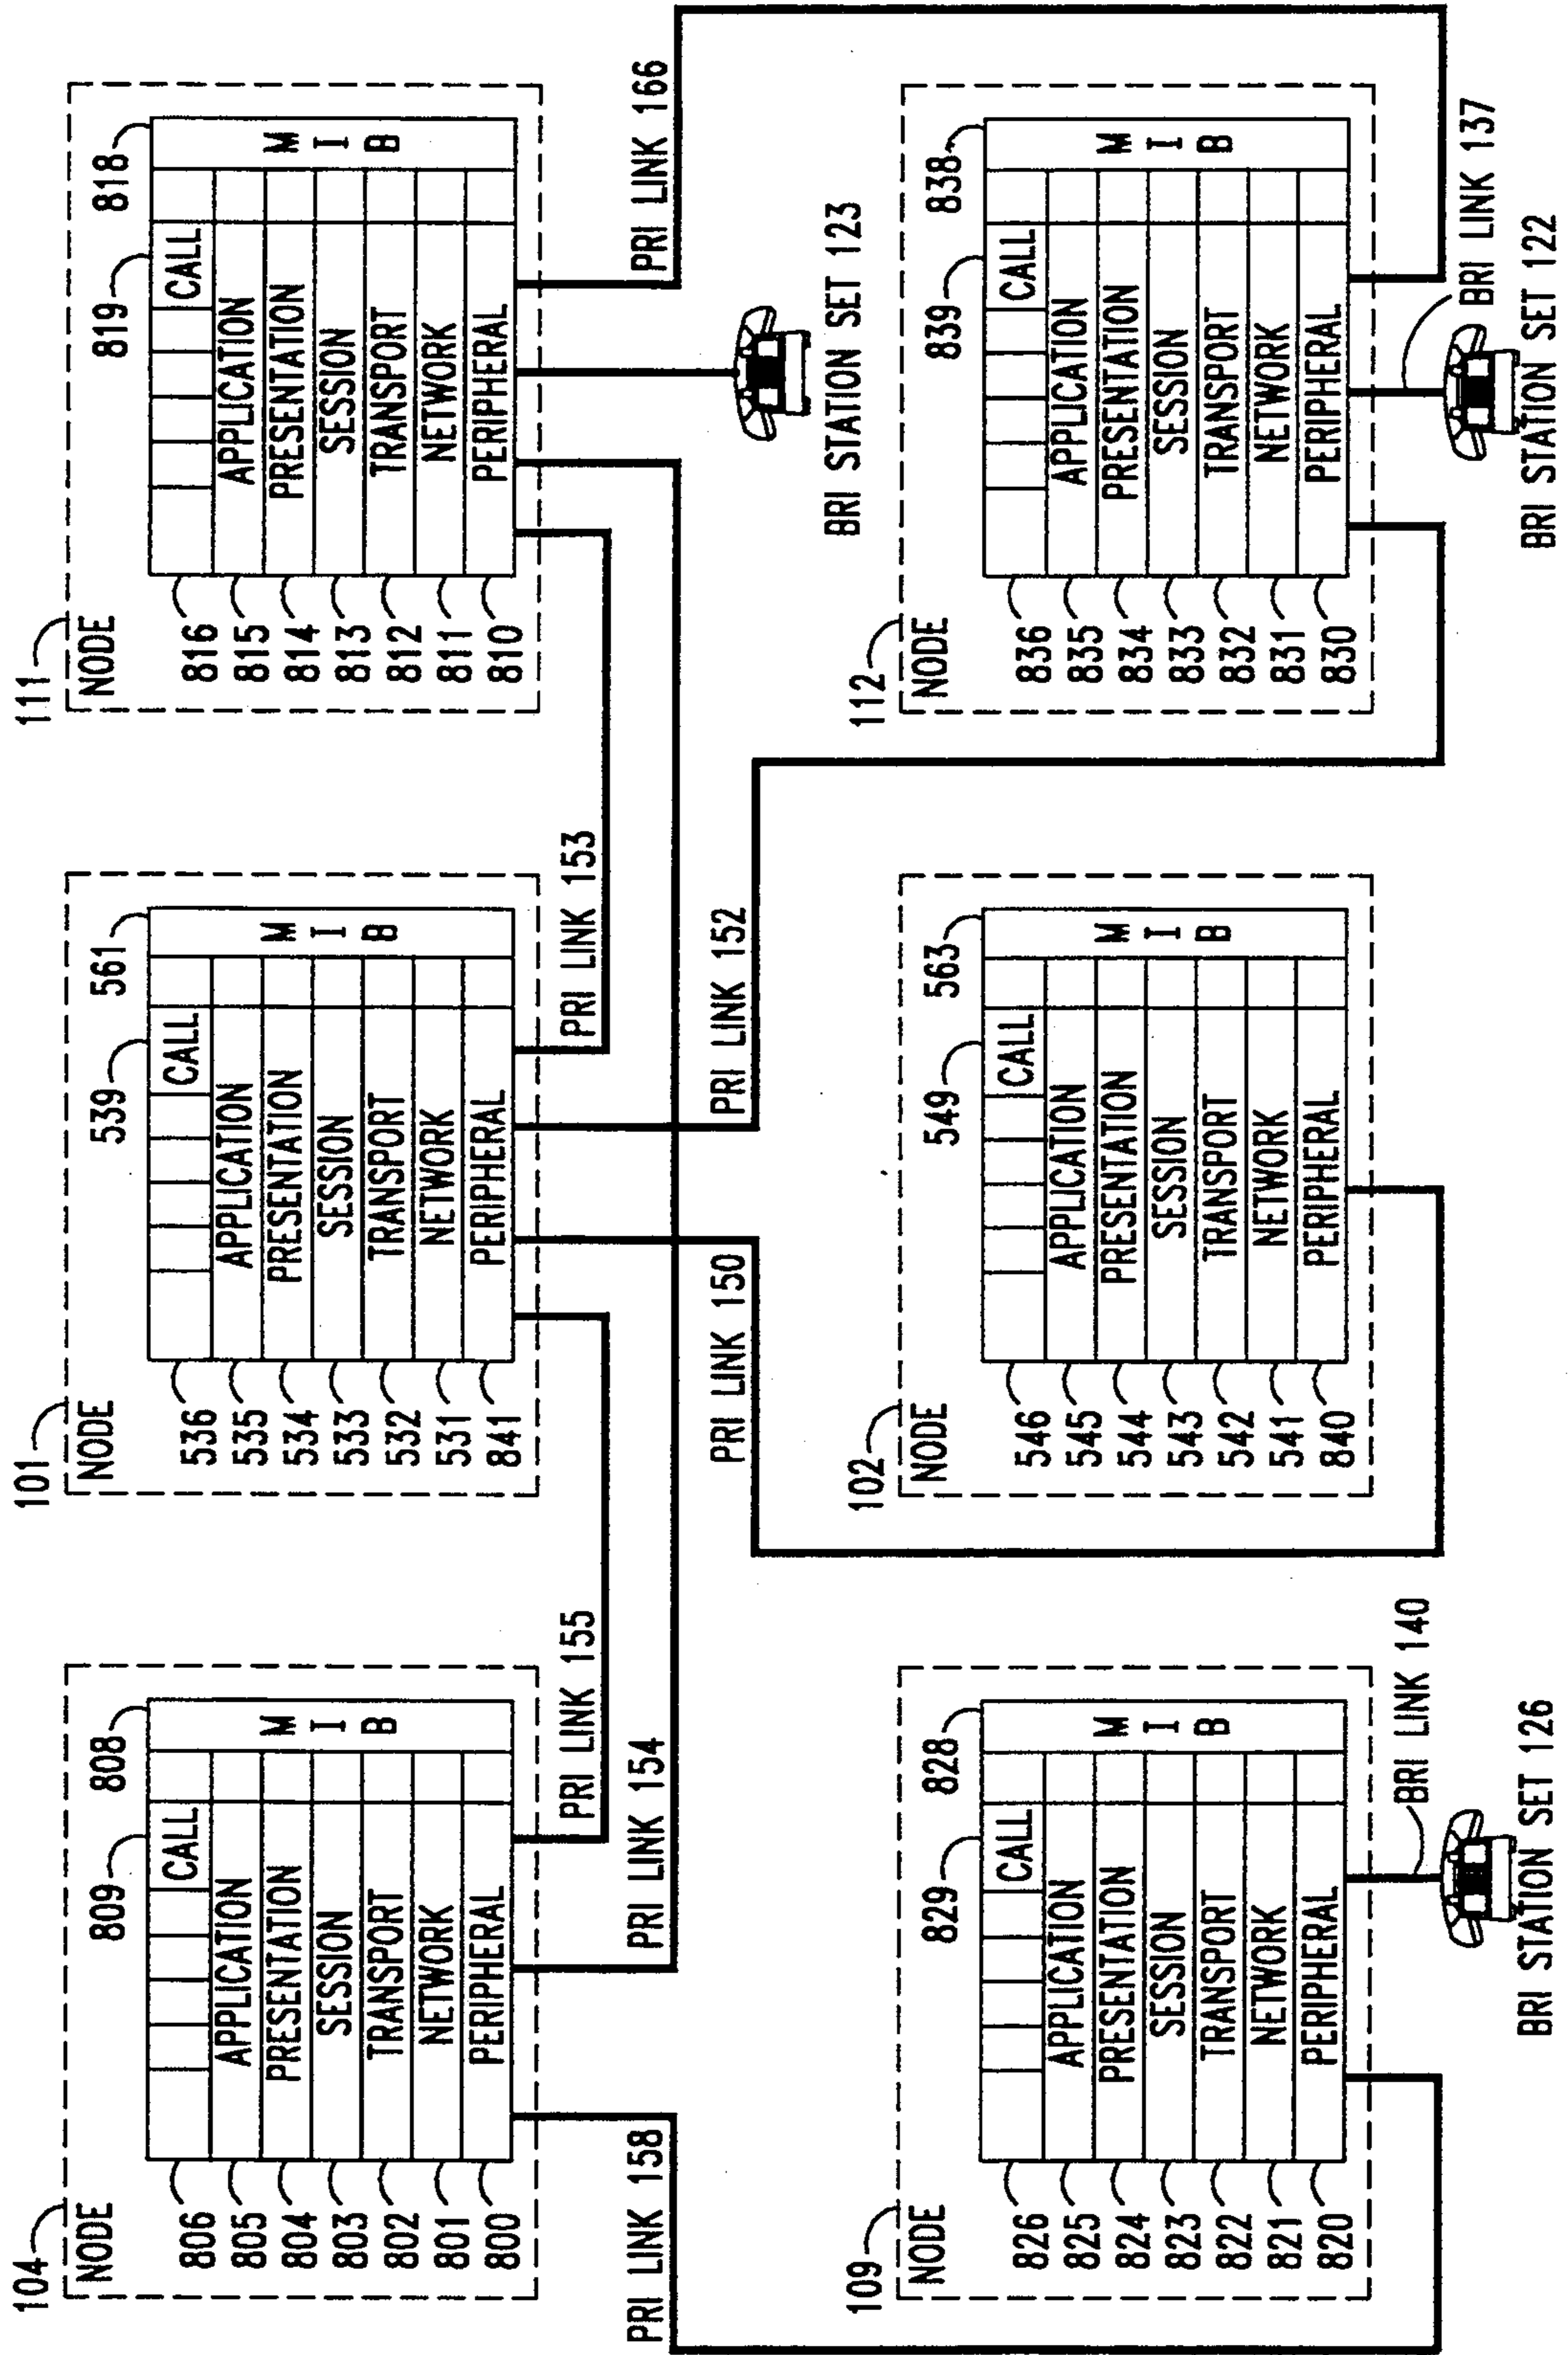 104
NODE
809
808
806
805
804
803
802
801
800
CALL
APPLICATION
PRESENTATION
SESSION
TRANSPORT
NETWORK
PERIPHERAL
M
I
B
101
NODE
539
561
536
535
534
533
532
531
841
CALL
APPLICATION
PRESENTATION
SESSION
TRANSPORT
NETWORK
PERIPHERAL
M
I
B
111
NODE
819
818
816
815
814
813
812
811
810
CALL
APPLICATION
PRESENTATION
SESSION
TRANSPORT
NETWORK
PERIPHERAL
M
I
B
PRI LINK 158
PRI LINK 155
PRI LINK 154
PRI LINK 153
PRI LINK 150
PRI LINK 152
PRI LINK 166
BRI STATION SET 123
109
NODE
829
828
826
825
824
823
822
821
820
CALL
APPLICATION
PRESENTATION
SESSION
TRANSPORT
NETWORK
PERIPHERAL
M
I
B
BRI LINK 140
BRI STATION SET 126
102
NODE
549
563
546
545
544
543
542
541
840
CALL
APPLICATION
PRESENTATION
SESSION
TRANSPORT
NETWORK
PERIPHERAL
M
I
B
112
NODE
839
838
836
835
834
833
832
831
830
CALL
APPLICATION
PRESENTATION
SESSION
TRANSPORT
NETWORK
PERIPHERAL
M
I
B
BRI LINK 137
BRI STATION SET 122